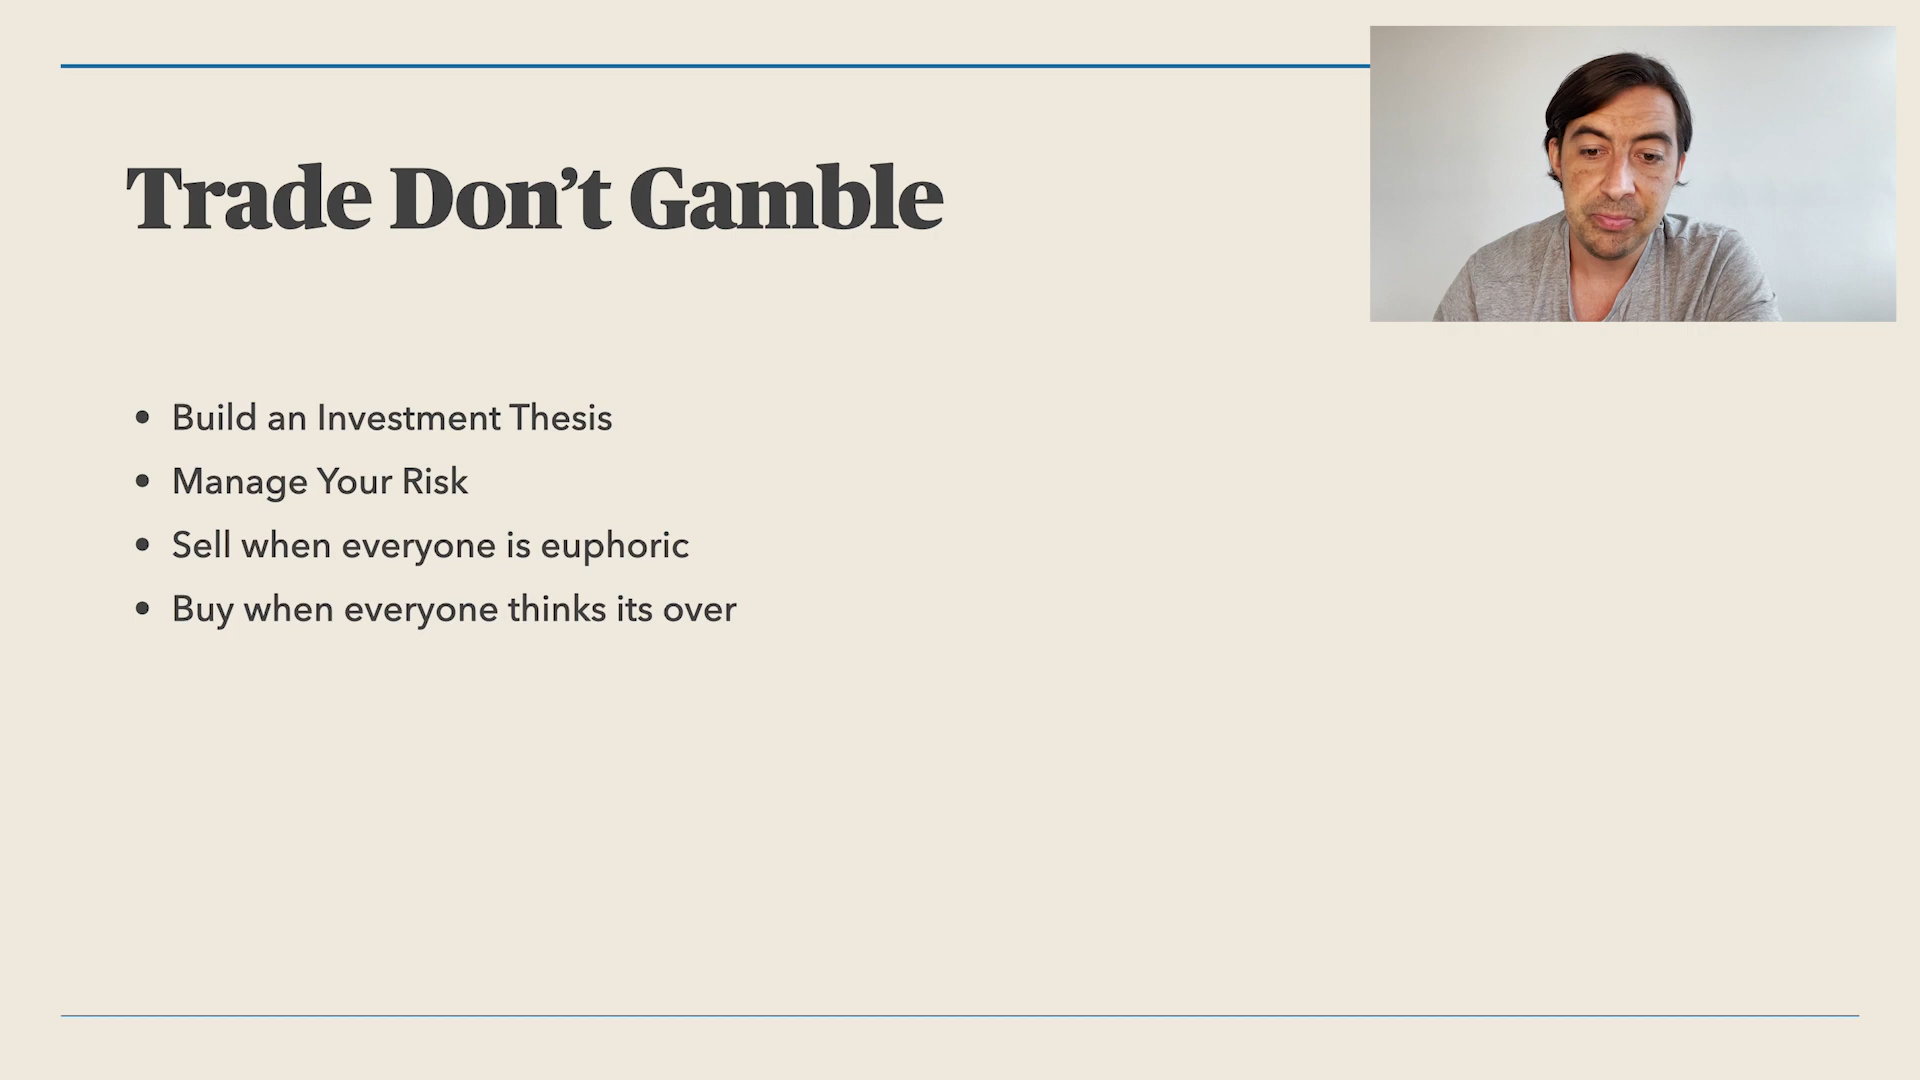 Trade Don’t Gamble
• Build an Investment Thesis
• Manage Your Risk
• Sell when everyone is euphoric
• Buy when everyone thinks its over